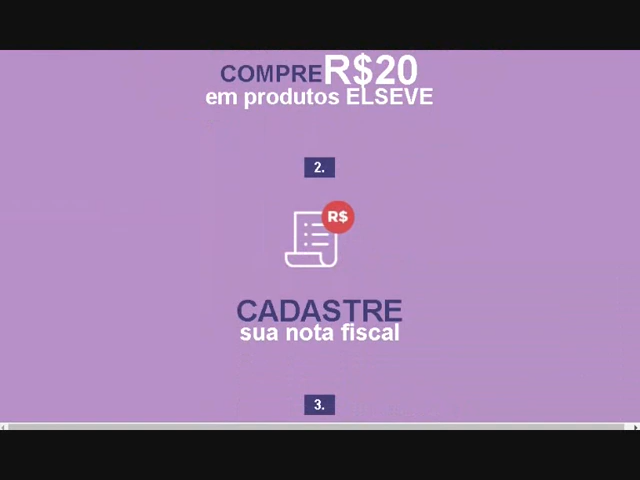 COMPRE R$20
em produtos ELSEVE
2.
R$
CADASTRE
sua nota fiscal
3.